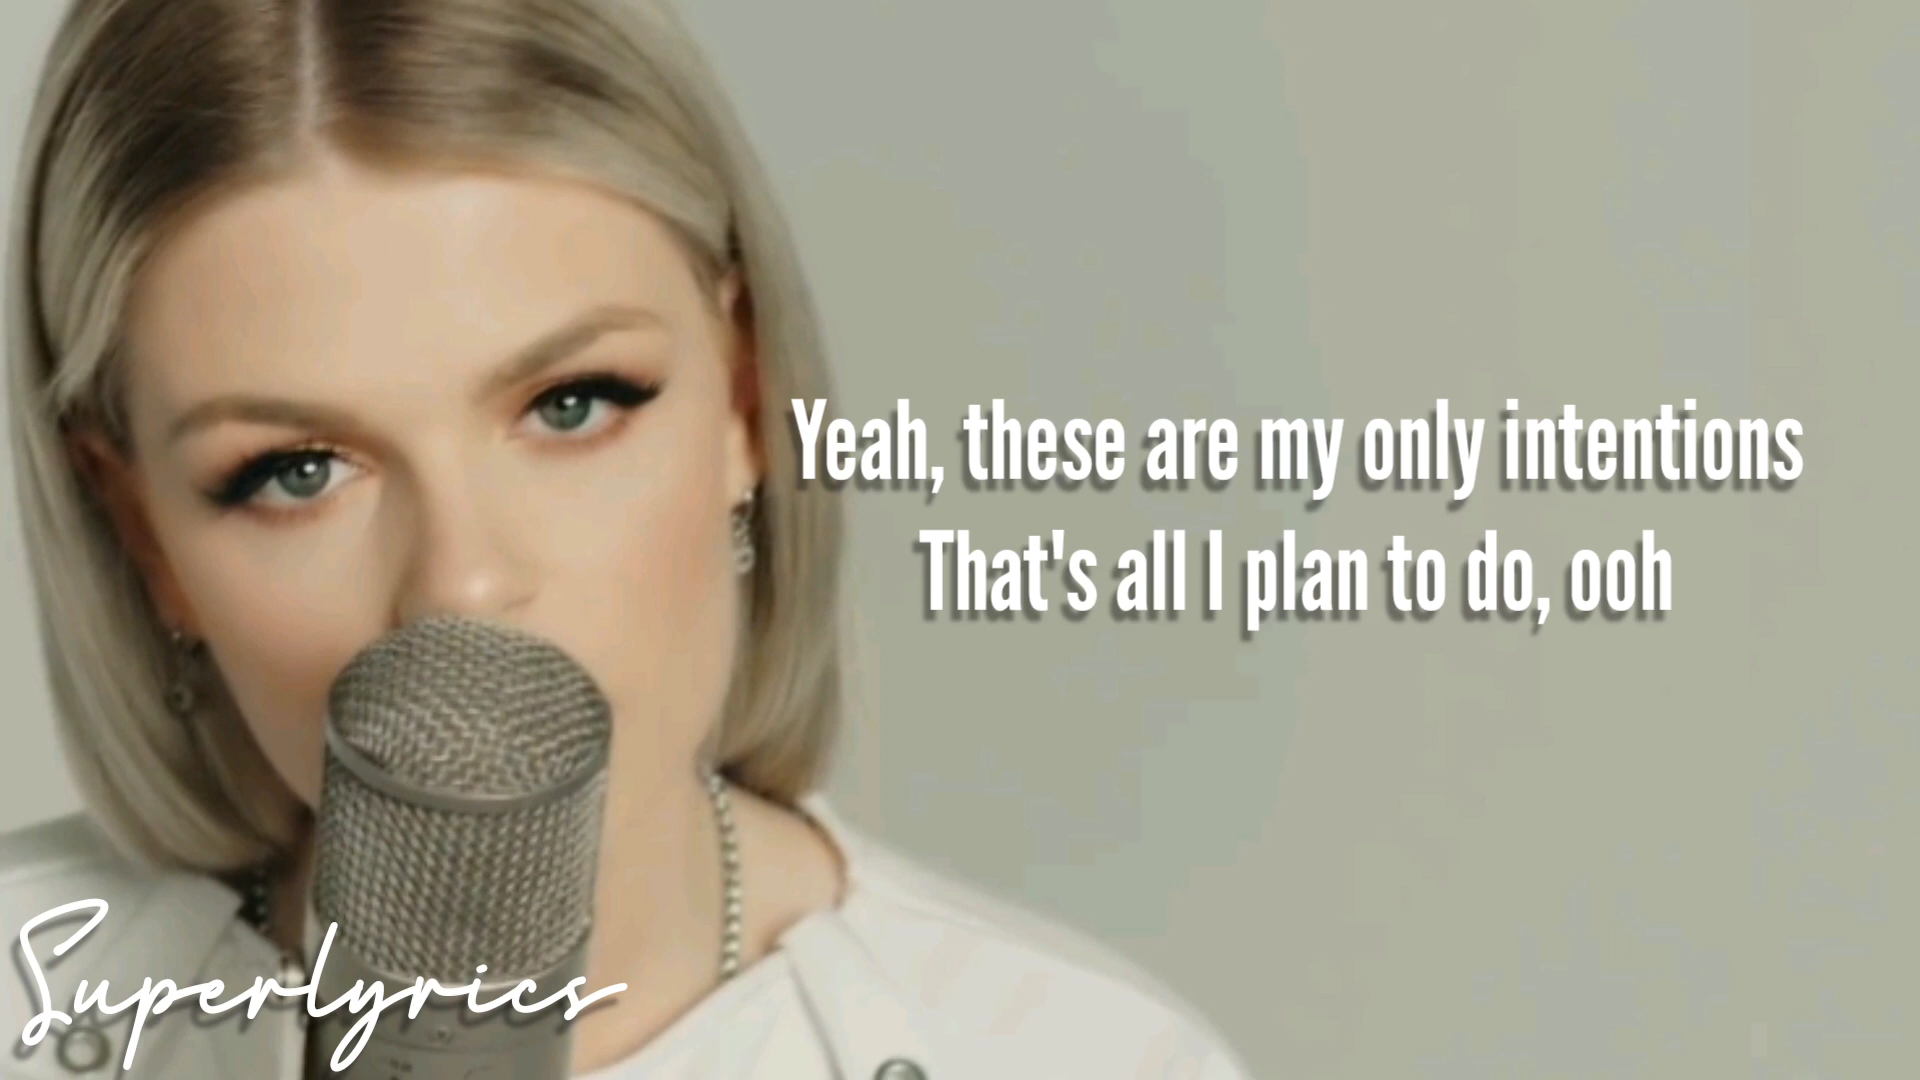 Yeah, these are my only intentions
That's all I plan to do, ooh
Superlyrics